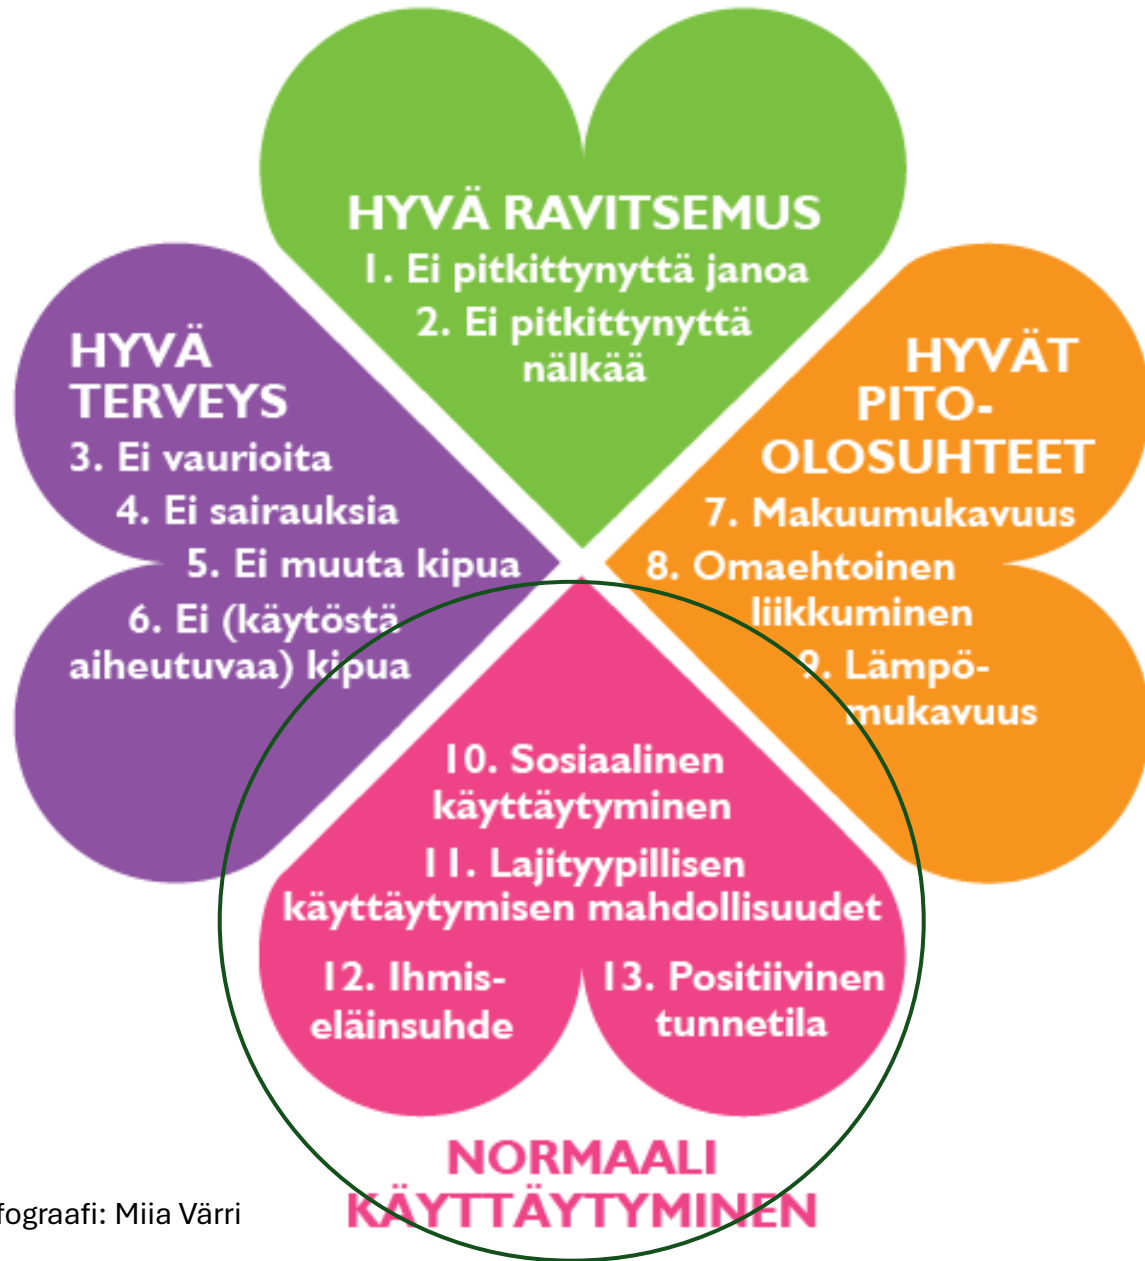 HYVÄ RAVITSEMUS
1. Ei pitkittynyttä janoa
2. Ei pitkittynyttä
nälkää
HYVÄ
TERVEYS
3. Ei vaurioita
4. Ei sairauksia
5. Ei muuta kipua
6. Ei (käytöstä
aiheutuvaa) kipua
HYVÄT
PITO-
OLOSUHTEET
7. Makuumukavuus
8. Omaehtoinen
liikkuminen
9. Lämpö-
mukavuus
10. Sosiaalinen
käyttäytyminen
11. Lajityypillisen
käyttäytymisen mahdollisuudet
12. Ihmis-
eläinsuhde
13. Positiivinen
tunnetila
NORMAALI
KÄYTTÄYTYMINEN
fograafi: Miia Värri